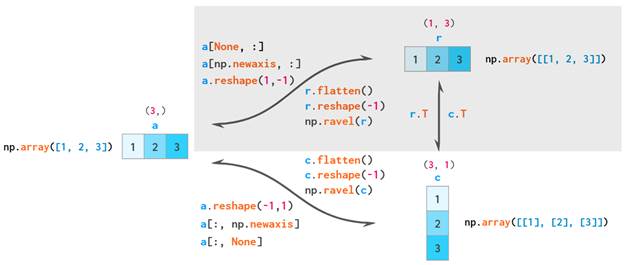 (1, 3)
r
a[None, :]
a[np.newaxis, :]
a.reshape(1,-1)
1 2 3
np.array([[1, 2, 3]])
r.flatten()
r.reshape(-1)
np.ravel(r)
r.T c.T
(3,)
a
np.array([1, 2, 3])
1 2 3
c.flatten()
c.reshape(-1)
np.ravel(c)
(3, 1)
c
a.reshape(-1,1)
a[:, np.newaxis]
a[:, None]
1
2
3
np.array([[1], [2], [3]])